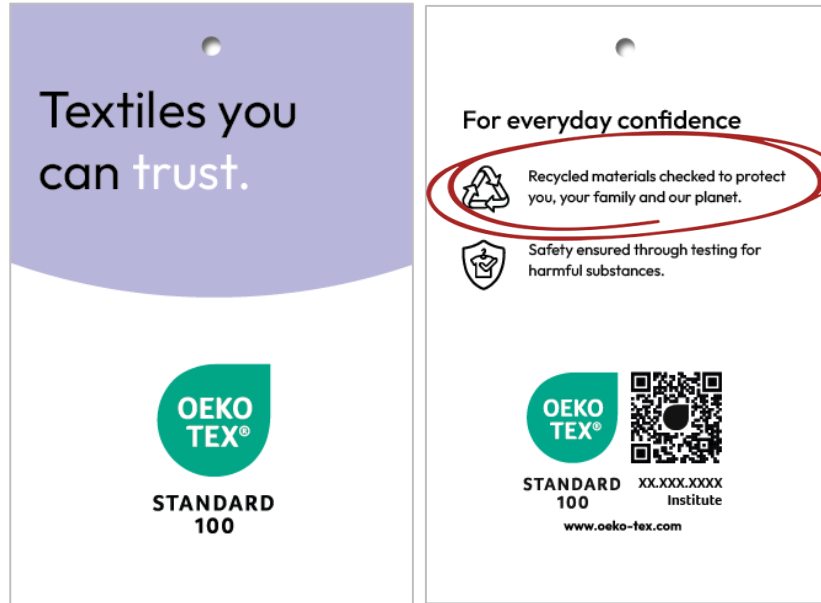 Textiles you
can trust.
OEKO
TEX®
STANDARD
100
For everyday confidence
Recycled materials checked to protect
you, your family and our planet.
Safety ensured through testing for
harmful substances.
OEKO
TEX®
STANDARD
100
XX.XXX.XXXX
Institute
www.oeko-tex.com